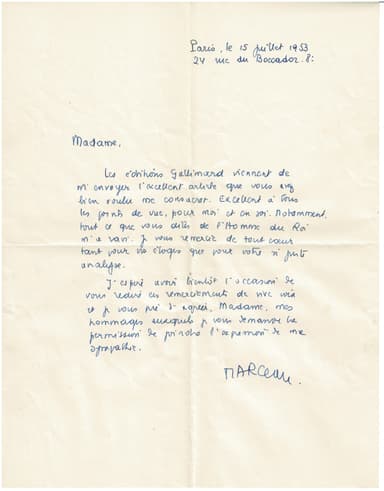 Paris, le 15 juillet 1953
24 rue du Boccador. 8:
Madame,
Les éditions Gallimard viennent de
m'envoyer l'excellent article que vous avez
bien voulu me consacrer. Excellent à tous
les points de vue, pour moi et en soi. Notamment,
tout ce que vous dites de l'Homme du Roi
m'a ravi. Je vous remercie de tout cœur
tant pour vos éloges que pour votre si juste
analyse.
J'espère avoir bientôt l'occasion de
vous redire ces remerciements de vive voix
et je vous prie d'agréer, Madame, mes
hommages auxquels je vous demande la
permission de joindre l'expression de ma
sympathie.
MARCEAU.